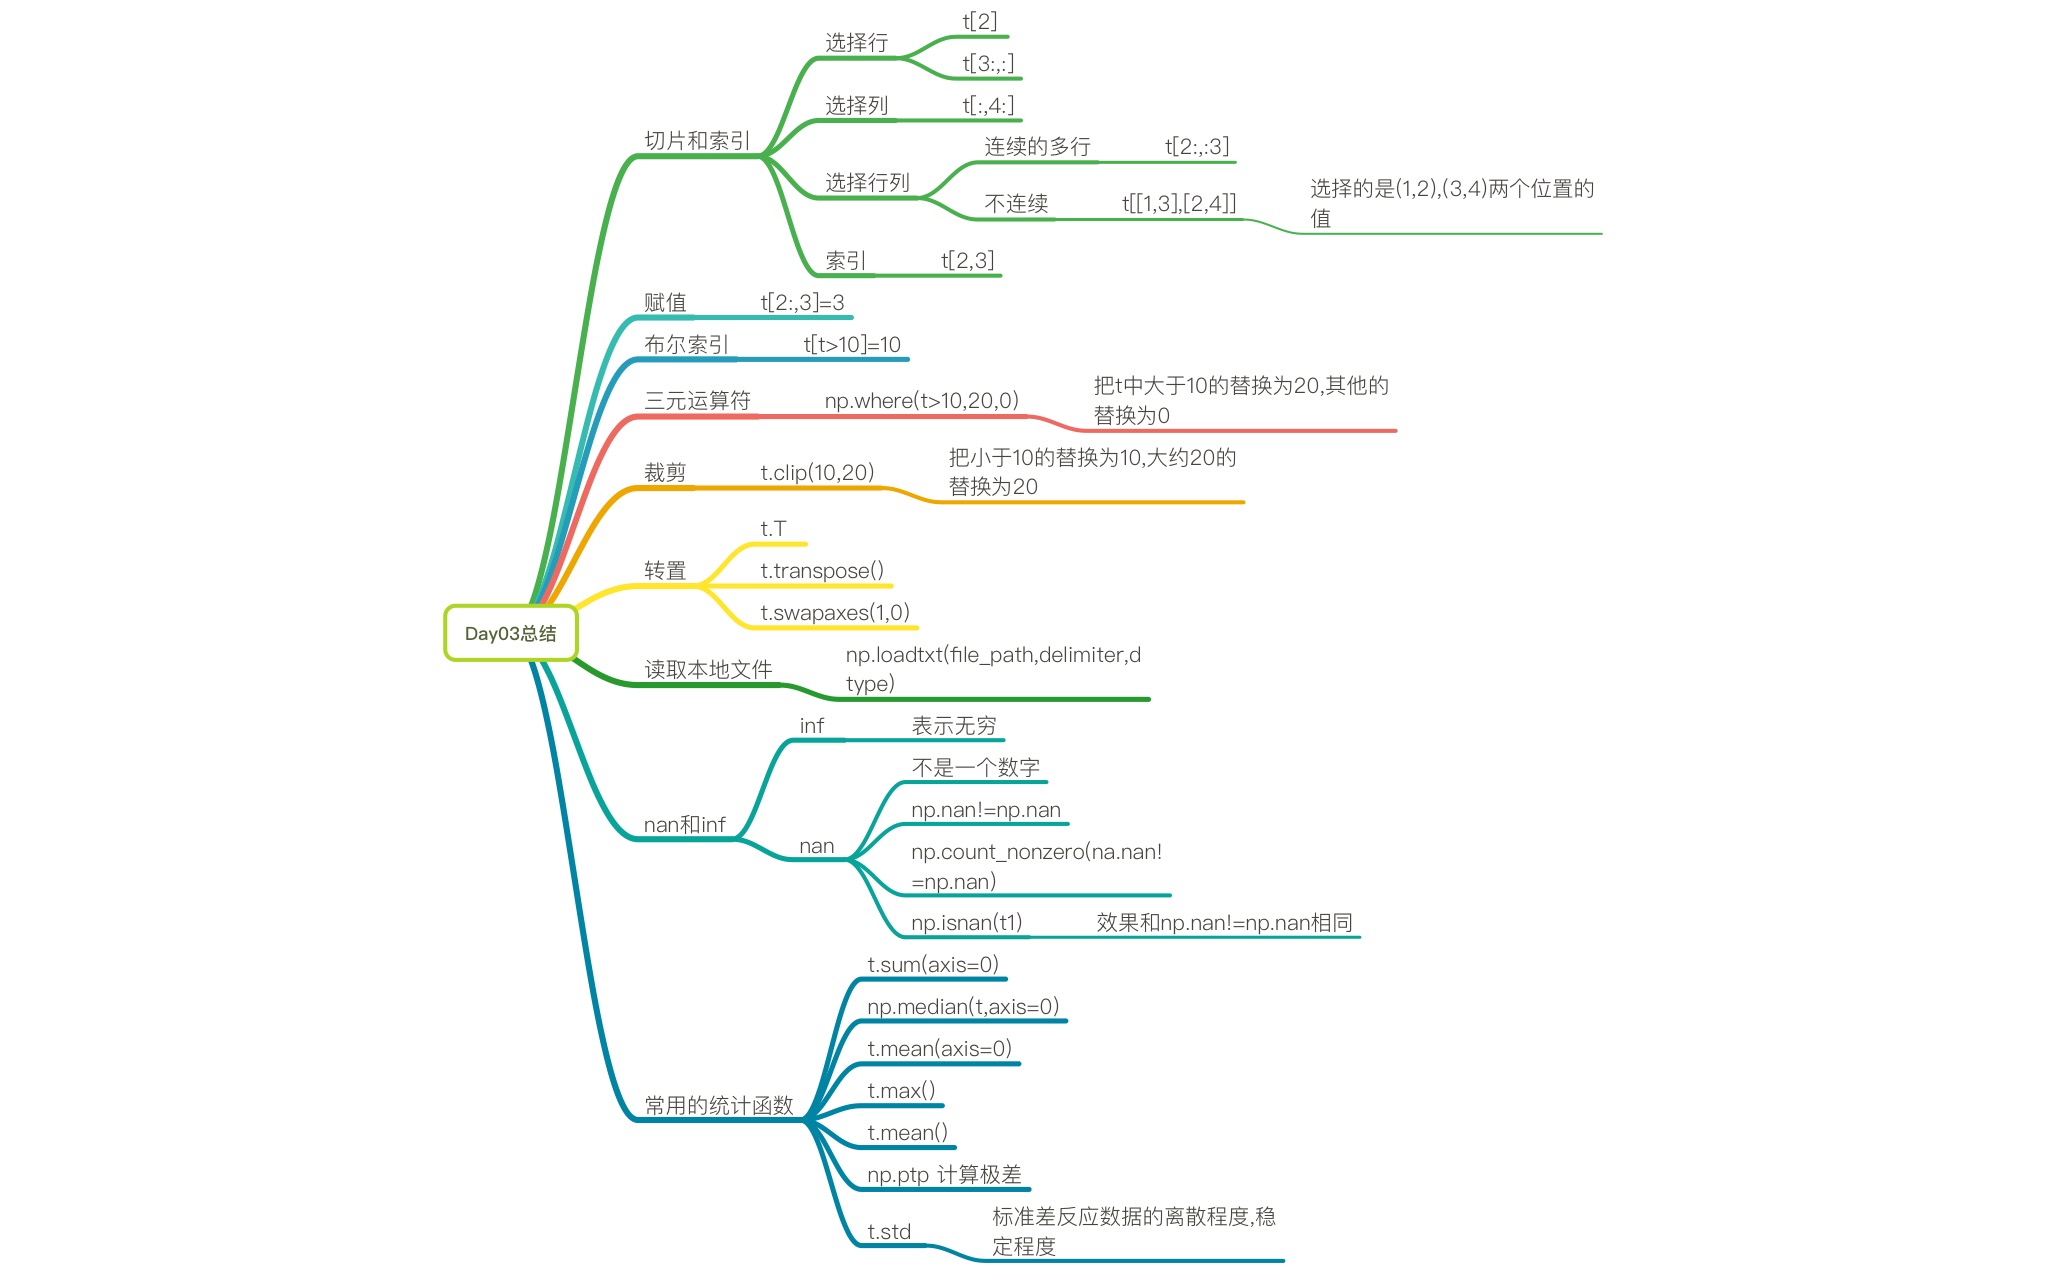 t[2]
选择行
t[3:,:]
选择列
t[:,4:]
切片和索引
连续的多行
t[2:,:3]
选择行列
不连续
t[[1,3],[2,4]]
选择的是(1,2),(3,4)两个位置的
值
索引
t[2,3]
赋值
t[2:,3]=3
布尔索引
t[t>10]=10
三元运算符
np.where(t>10,20,0)
把t中大于10的替换为20,其他的
替换为0
裁剪
t.clip(10,20)
把小于10的替换为10,大约20的
替换为20
t.T
转置
t.transpose()
t.swapaxes(1,0)
Day03总结
读取本地文件
np.loadtxt(file_path,delimiter,d
type)
inf
表示无穷
不是一个数字
nan和inf
np.nan!=np.nan
nan
np.count_nonzero(na.nan!
=np.nan)
np.isnan(t1)
效果和np.nan!=np.nan相同
t.sum(axis=0)
np.median(t,axis=0)
t.mean(axis=0)
t.max()
常用的统计函数
t.mean()
np.ptp 计算极差
t.std
标准差反应数据的离散程度,稳
定程度